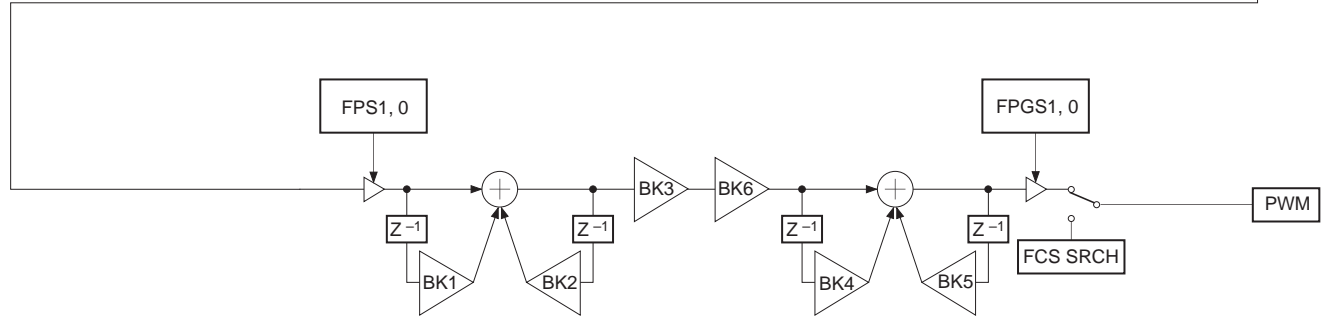 FPS1, 0
FPGS1, 0
BK3
BK6
PWM
Z⁻¹
Z⁻¹
Z⁻¹
Z⁻¹
FCS SRCH
BK1
BK2
BK4
BK5